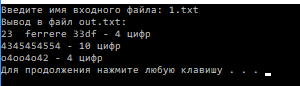 Введите имя входного файла: 1.txt
Вывод в файл out.txt:
23  ferrere 33df - 4 цифр
4345454554 - 10 цифр
o4oo4o42 - 4 цифр
Для продолжения нажмите любую клавишу . . .